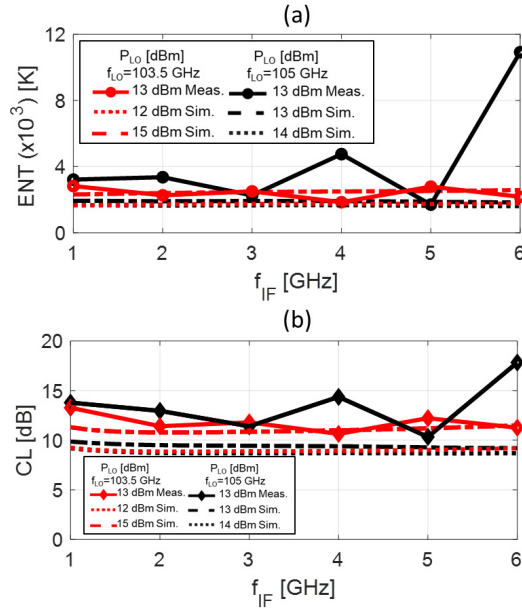 (a)
P_LO [dBm] P_LO [dBm]
f_LO=103.5 GHz f_LO=105 GHz
13 dBm Meas. 13 dBm Meas.
12 dBm Sim. 13 dBm Sim.
15 dBm Sim. 14 dBm Sim.
ENT (x10^3) [K]
12
8
4
0
1 2 3 4 5 6
f_IF [GHz]
(b)
CL [dB]
20
15
10
5
0
P_LO [dBm] P_LO [dBm]
f_LO=103.5 GHz f_LO=105 GHz
13 dBm Meas. 13 dBm Meas.
12 dBm Sim. 13 dBm Sim.
15 dBm Sim. 14 dBm Sim.
1 2 3 4 5 6
f_IF [GHz]